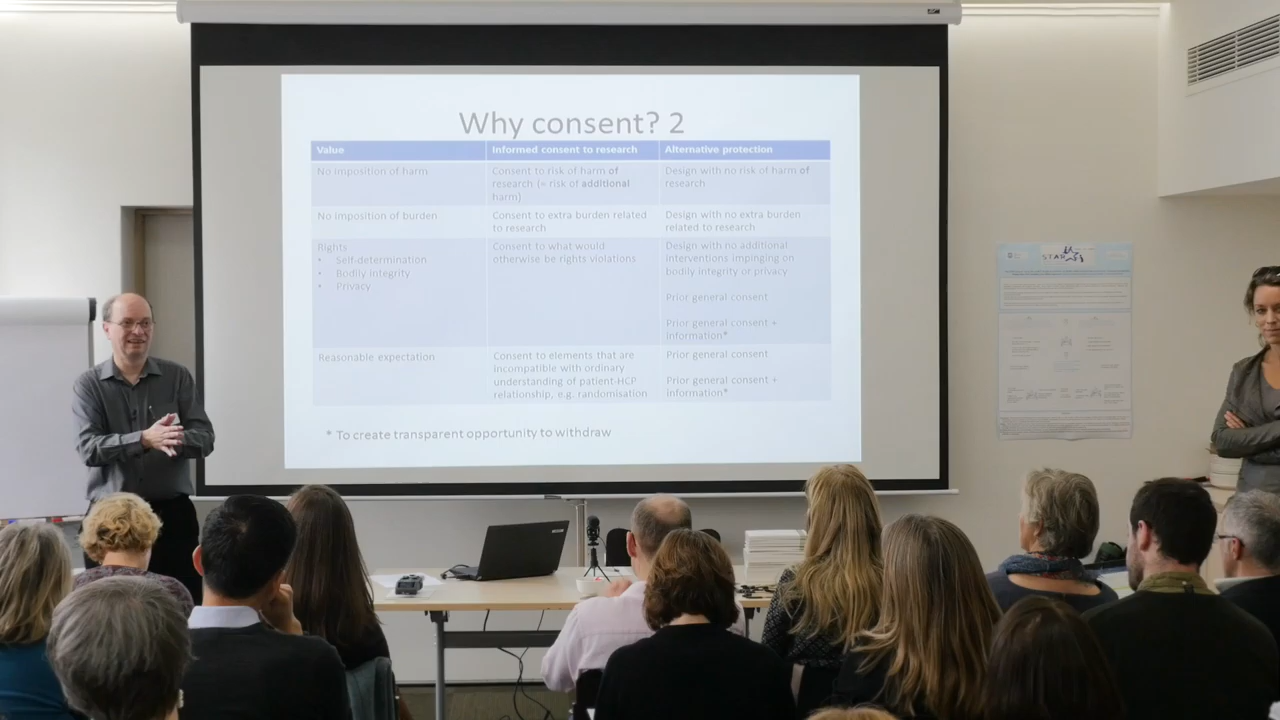 Why consent? 2
Value
Informed consent to research
Alternative protection
No imposition of harm
Consent to risk of harm of
research (= risk of additional
harm)
Design with no risk of harm of
research
No imposition of burden
Consent to extra burden related
to research
Design with no extra burden
related to research
Rights
• Self-determination
• Bodily integrity
• Privacy
Consent to what would
otherwise be rights violations
Design with no additional
interventions impinging on
bodily integrity or privacy
Prior general consent
Prior general consent +
information*
Reasonable expectation
Consent to elements that are
incompatible with ordinary
understanding of patient-HCP
relationship, e.g. randomisation
Prior general consent
Prior general consent +
information*
* To create transparent opportunity to withdraw